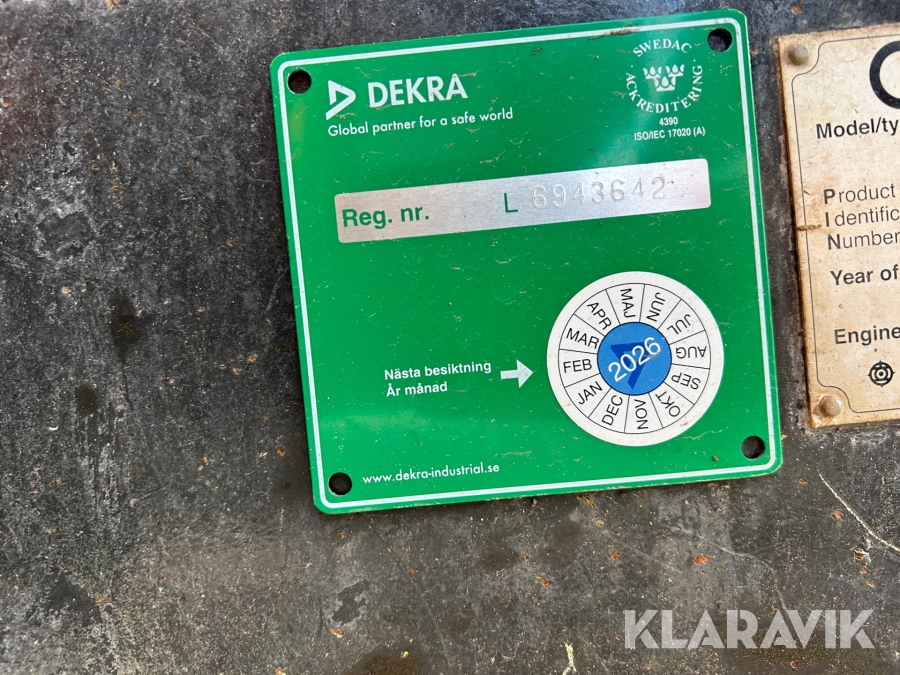 DEKRA
Global partner for a safe world
SWEDAC
ACKREDITERING
4390
ISO/IEC 17020 (A)
Reg. nr. L 6943642
Nästa besiktning
År månad
JAN
FEB
MAR
APR
MAJ
JUN
JUL
AUG
SEP
OKT
NOV
DEC
2026
www.dekra-industrial.se
Model/ty
Product
Identific
Number
Year of
Engine
KLARAVIK